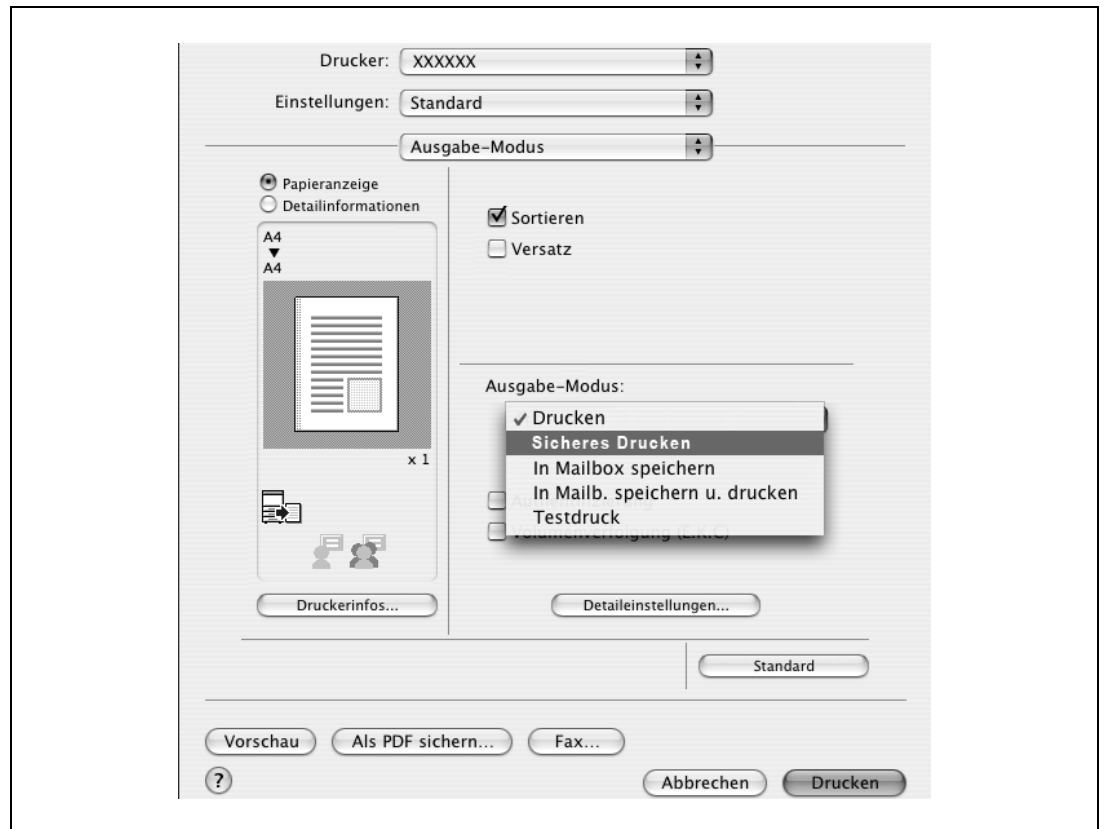 Drucker: XXXXXX
Einstellungen: Standard
Ausgabe-Modus
Papieranzeige
Detailinformationen
A4
A4
x 1
Druckerinfos...
Sortieren
Versatz
Ausgabe-Modus:
✓ Drucken
Sicheres Drucken
In Mailbox speichern
In Mailb. speichern u. drucken
Testdruck
Volumenverfolgung (E.K.C)
Detaileinstellungen...
Standard
Vorschau
Als PDF sichern...
Fax...
?
Abbrechen
Drucken